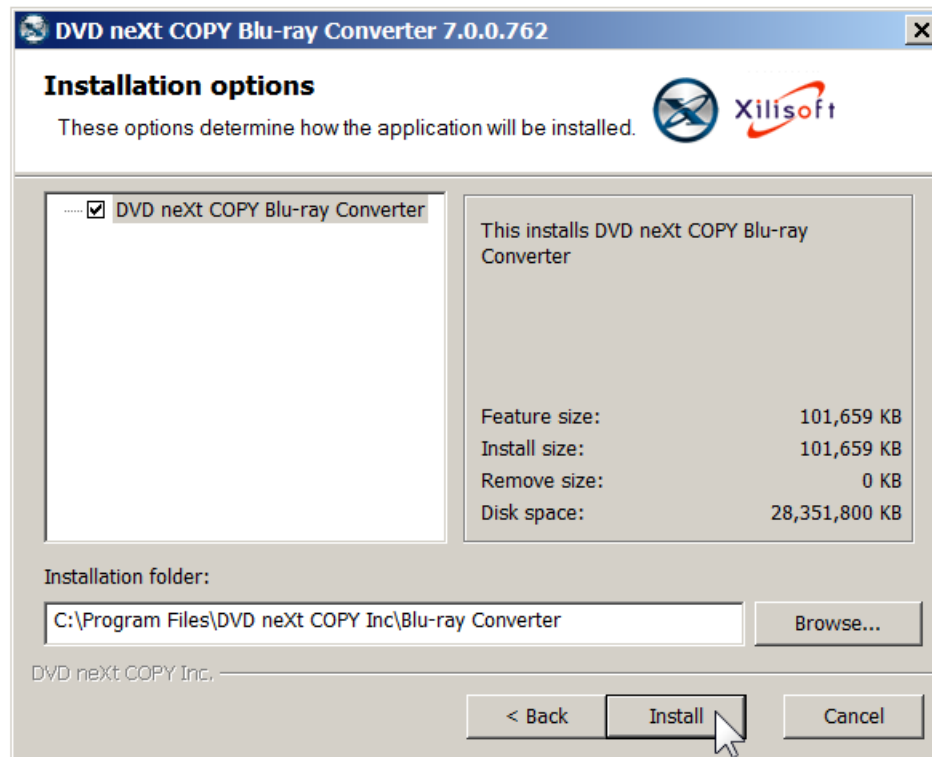 DVD neXt COPY Blu-ray Converter 7.0.0.762
Installation options
These options determine how the application will be installed.
Xilisoft
DVD neXt COPY Blu-ray Converter
This installs DVD neXt COPY Blu-ray
Converter
Feature size: 101,659 KB
Install size: 101,659 KB
Remove size: 0 KB
Disk space: 28,351,800 KB
Installation folder:
C:\Program Files\DVD neXt COPY Inc\Blu-ray Converter
Browse...
DVD neXt COPY Inc.
< Back Install Cancel